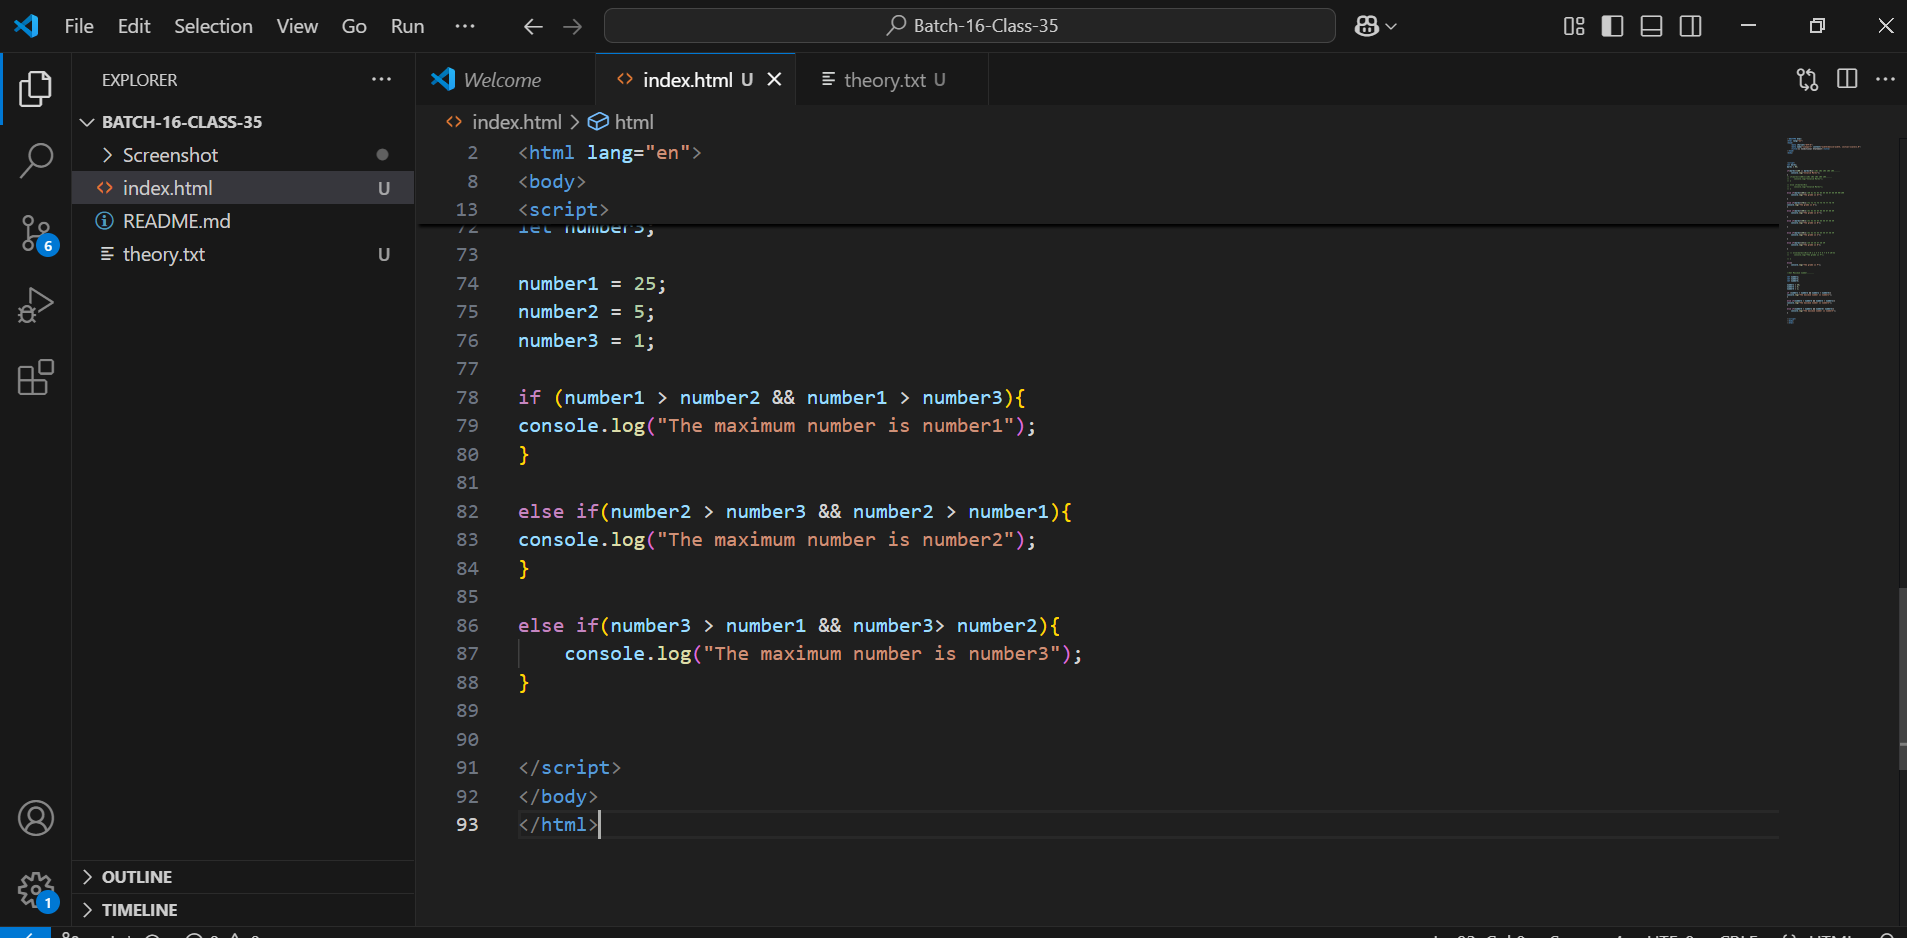 File Edit Selection View Go Run ···
Batch-16-Class-35
EXPLORER ···
BATCH-16-CLASS-35
Screenshot
index.html U
README.md
theory.txt U
6
1
OUTLINE
TIMELINE
Welcome index.html U theory.txt U
index.html > html
2 <html lang="en">
8 <body>
13 <script>
72 let number3;
73
74 number1 = 25;
75 number2 = 5;
76 number3 = 1;
77
78 if (number1 > number2 && number1 > number3){
79 console.log("The maximum number is number1");
80 }
81
82 else if(number2 > number3 && number2 > number1){
83 console.log("The maximum number is number2");
84 }
85
86 else if(number3 > number1 && number3> number2){
87     console.log("The maximum number is number3");
88 }
89
90
91 </script>
92 </body>
93 </html>